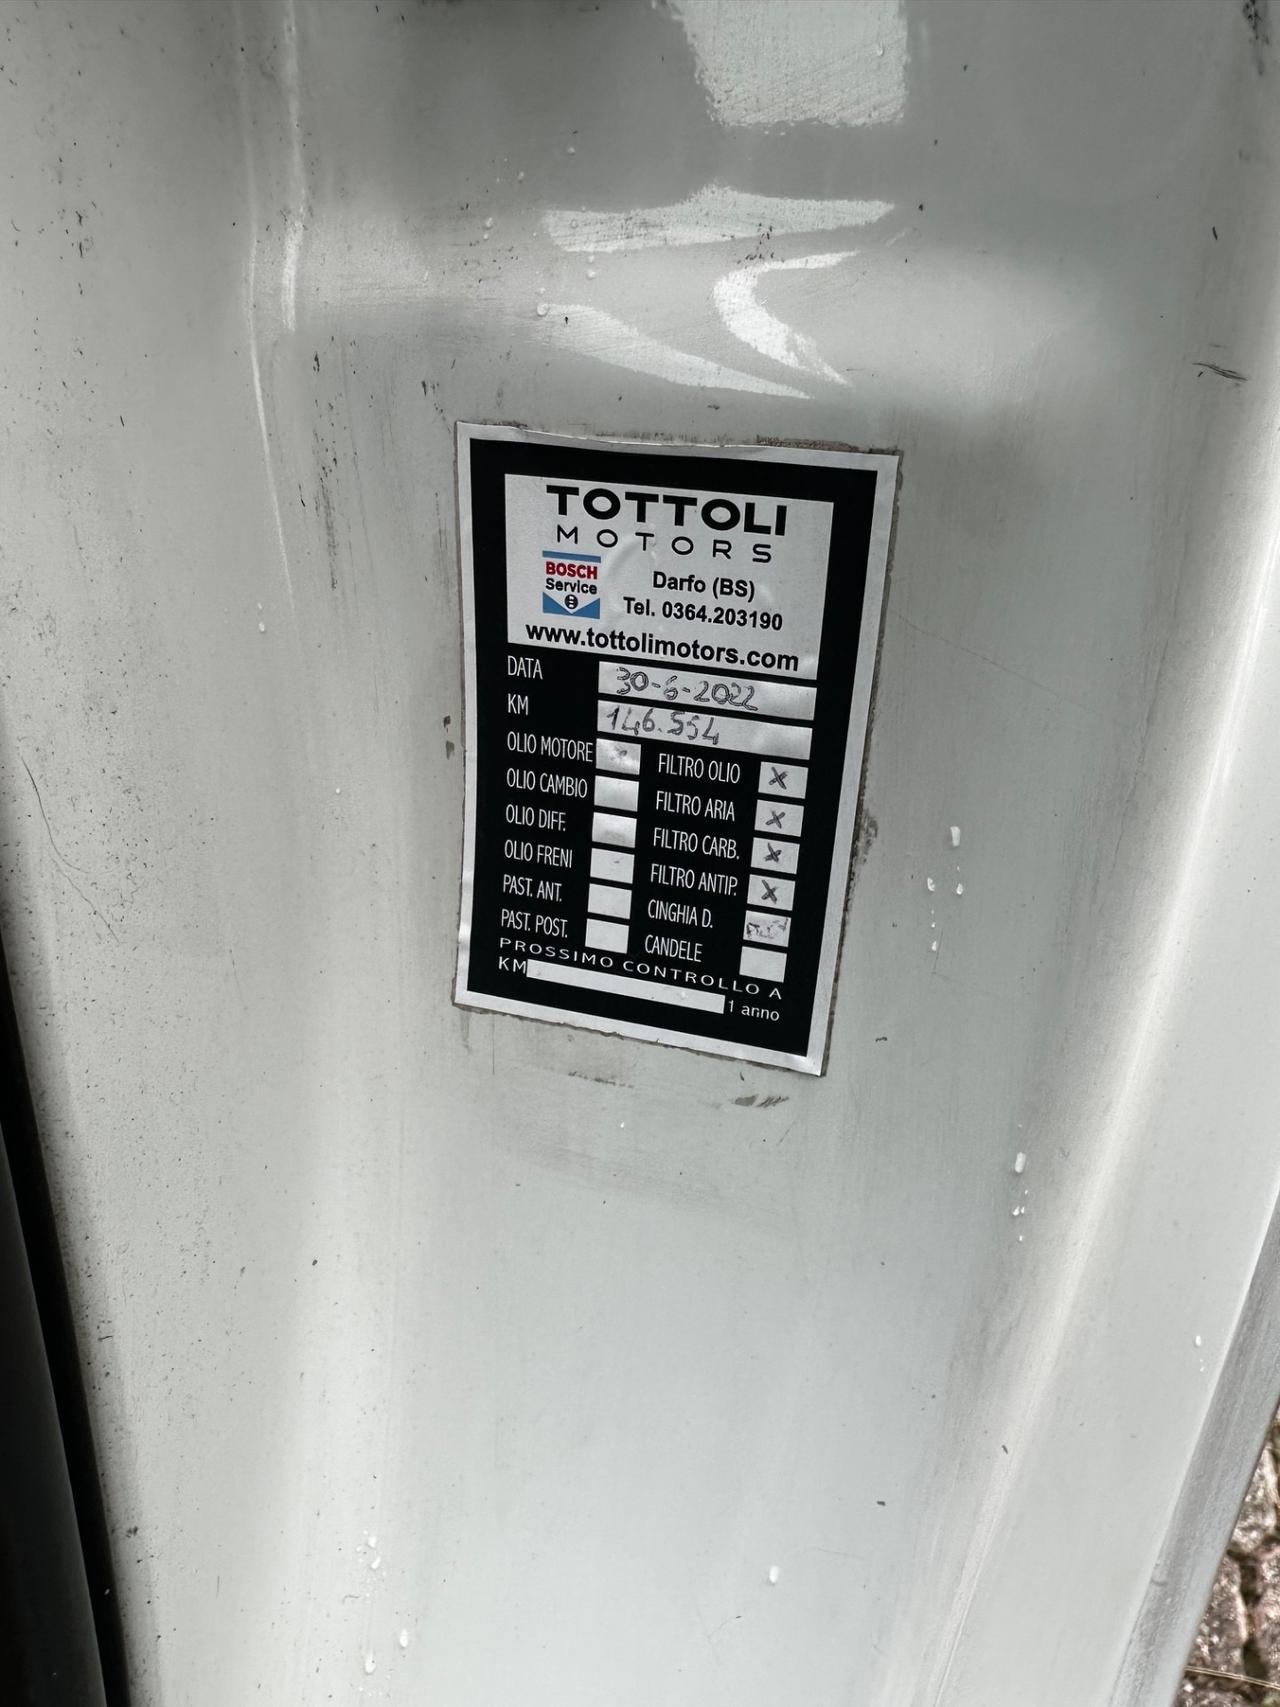 TOTTOLI
MOTORS
BOSCH
Service
Darfo (BS)
Tel. 0364.203190
www.tottolimotors.com
DATA 30-6-2022
KM 146.554
OLIO MOTORE x FILTRO OLIO x
OLIO CAMBIO FILTRO ARIA x
OLIO DIFF. FILTRO CARB. x
OLIO FRENI FILTRO ANTIP. x
PAST. ANT. CINGHIA D.
PAST. POST. CANDELE
PROSSIMO CONTROLLO A
KM 1 anno